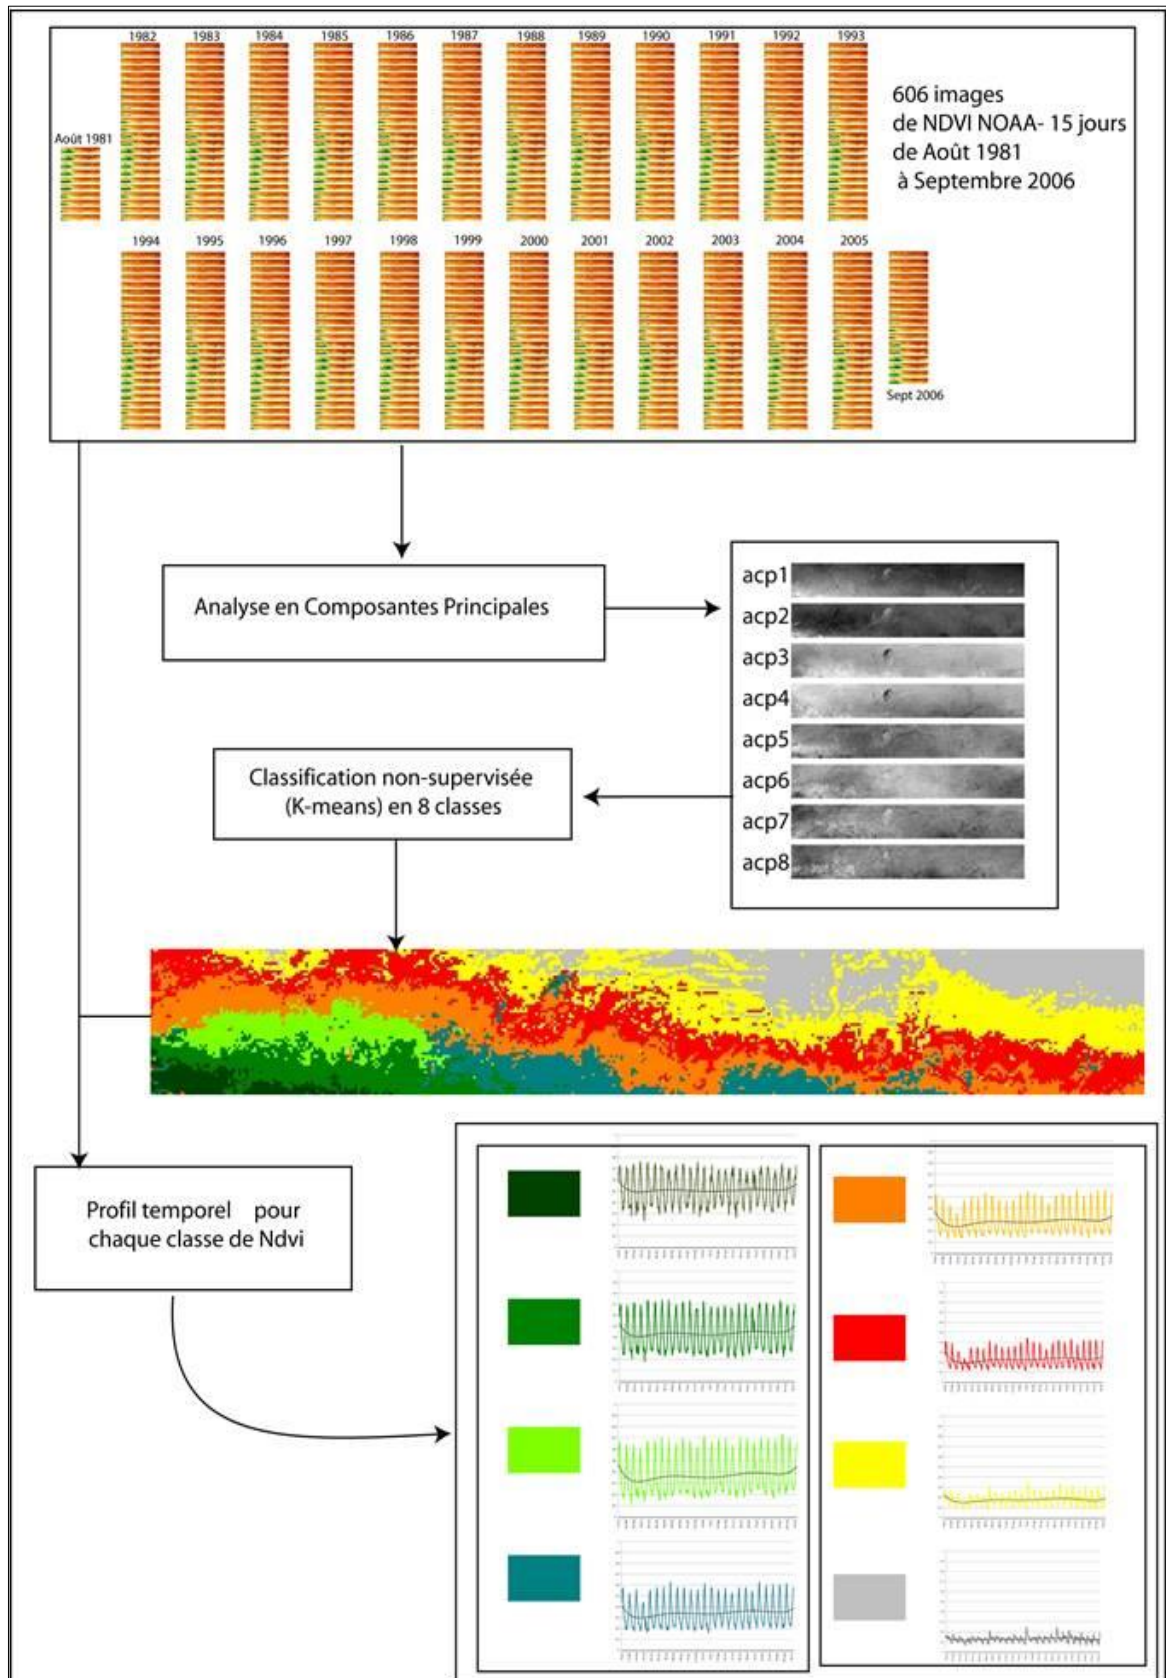 1982 1983 1984 1985 1986 1987 1988 1989 1990 1991 1992 1993
606 images
de NDVI NOAA- 15 jours
de Août 1981
à Septembre 2006
Août 1981
1994 1995 1996 1997 1998 1999 2000 2001 2002 2003 2004 2005
Sept 2006
Analyse en Composantes Principales
acp1
acp2
acp3
acp4
acp5
acp6
acp7
acp8
Classification non-supervisée
(K-means) en 8 classes
Profil temporel pour
chaque classe de Ndvi